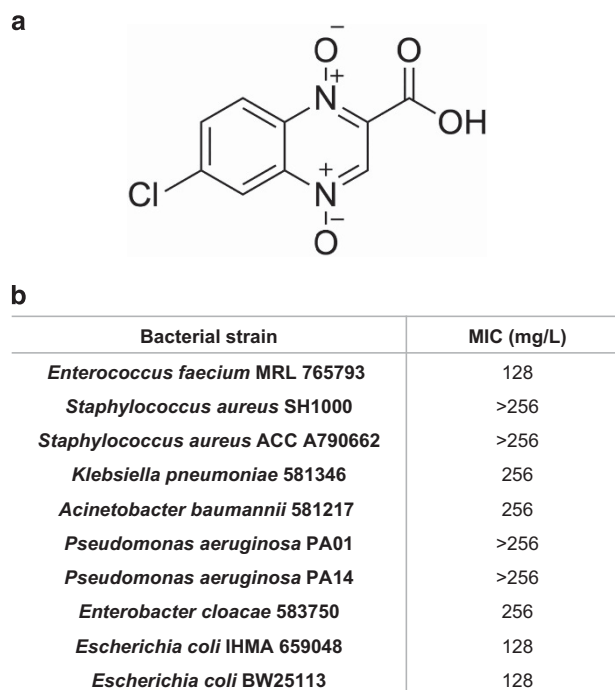 a
O−
N+
O
OH
Cl
N+
O−
b
Bacterial strain MIC (mg/L)
Enterococcus faecium MRL 765793 128
Staphylococcus aureus SH1000 >256
Staphylococcus aureus ACC A790662 >256
Klebsiella pneumoniae 581346 256
Acinetobacter baumannii 581217 256
Pseudomonas aeruginosa PA01 >256
Pseudomonas aeruginosa PA14 >256
Enterobacter cloacae 583750 256
Escherichia coli IHMA 659048 128
Escherichia coli BW25113 128